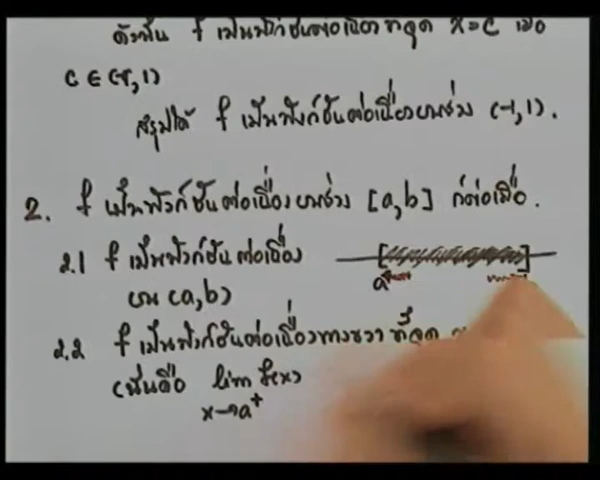 ดังนั้น f เป็นฟังก์ชันต่อเนื่องที่จุด x=c เมื่อ
c ∈ (-1,1)
สรุปได้ f เป็นฟังก์ชันต่อเนื่องบนช่วง (-1,1).
2. f เป็นฟังก์ชันต่อเนื่องบนช่วง [a,b] ก็ต่อเมื่อ.
2.1 f เป็นฟังก์ชันต่อเนื่อง
บน (a,b)
a
2.2 f เป็นฟังก์ชันต่อเนื่องทางขวาที่จุด
(นั่นคือ lim f(x)
x→a⁺